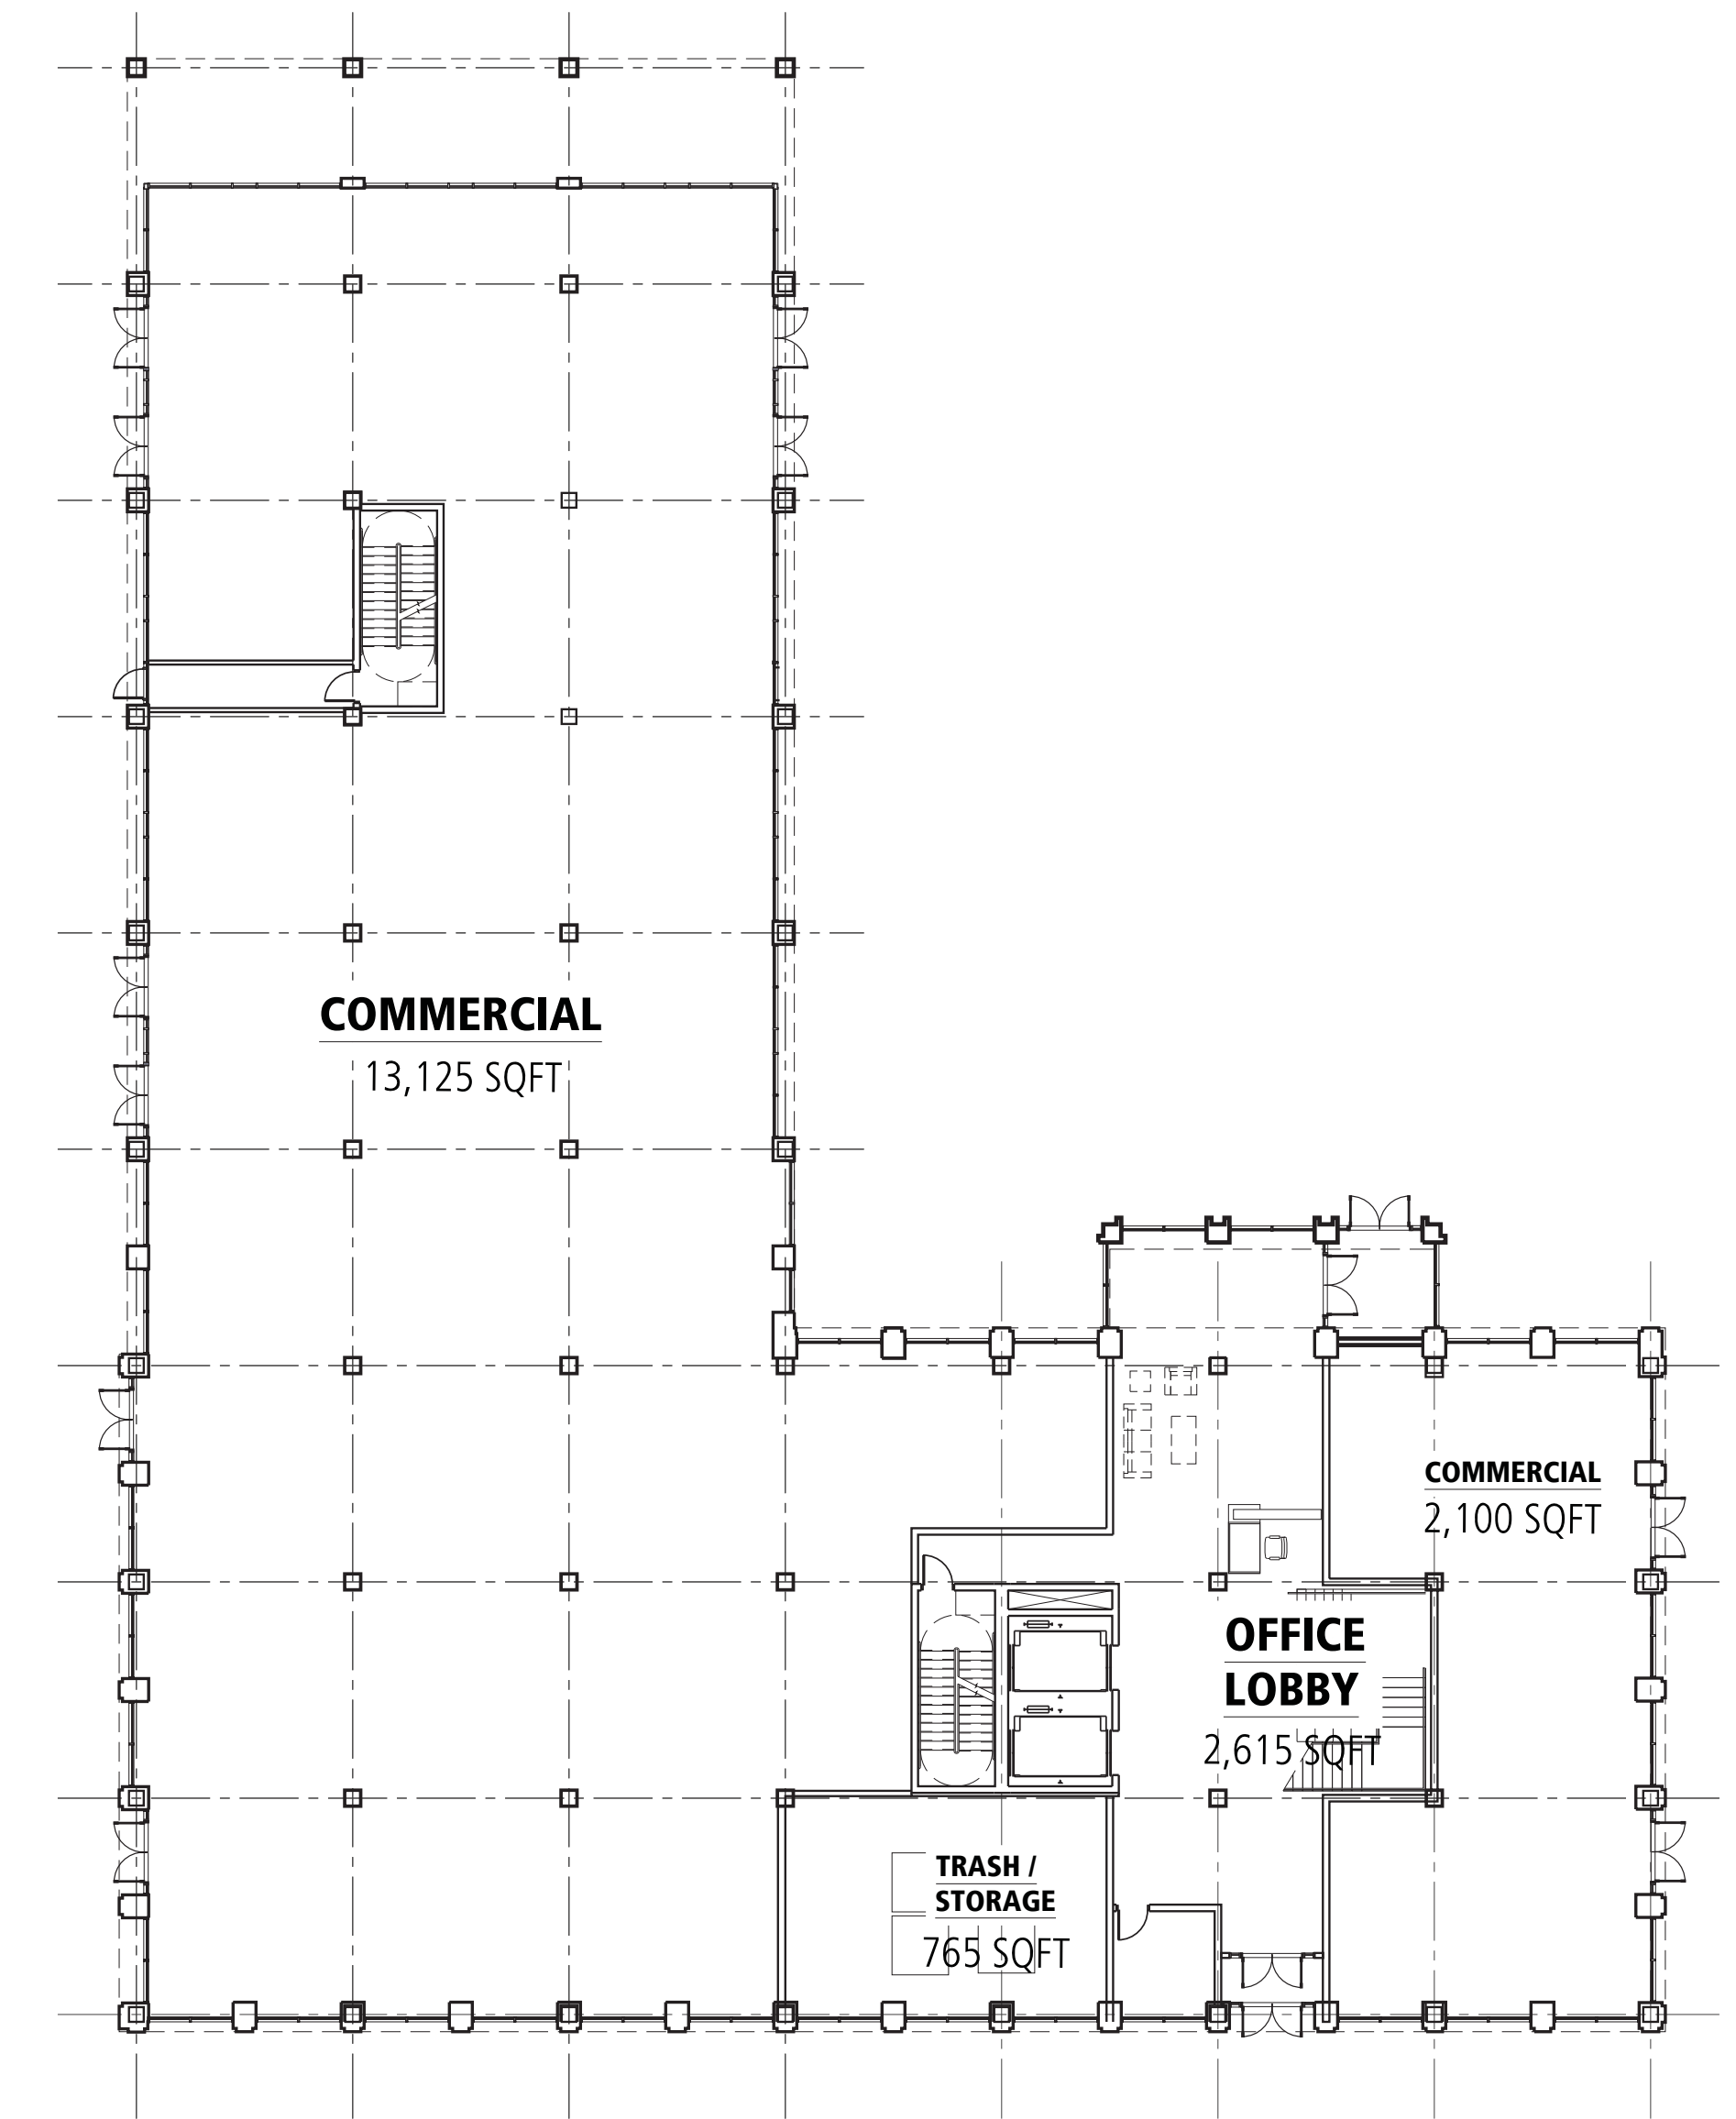 COMMERCIAL
13,125 SQFT
COMMERCIAL
2,100 SQFT
OFFICE
LOBBY
2,615 SQFT
TRASH /
STORAGE
765 SQFT